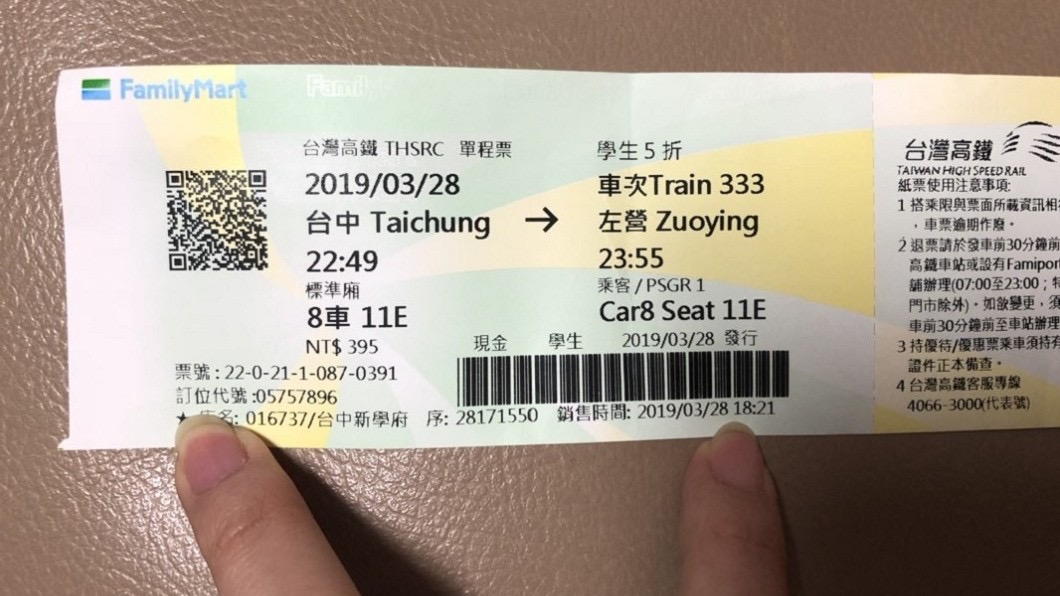 FamilyMart
台灣高鐵 THSRC 單程票
學生5折
2019/03/28
車次Train 333
台中 Taichung → 左營 Zuoying
22:49
23:55
標準廂
乘客 / PSGR 1
8車 11E
Car8 Seat 11E
NT$ 395
現金 學生 2019/03/28 發行
票號 : 22-0-21-1-087-0391
訂位代號 :05757896
★ 店名: 016737/台中新學府 序: 28171550 銷售時間: 2019/03/28 18:21
台灣高鐵
TAIWAN HIGH SPEED RAIL
紙票使用注意事項:
1 搭乘限與票面所載資訊相
，車票逾期作廢。
2 退票請於發車前30分鐘前
高鐵車站或設有Famiport
舖辦理(07:00至23:00；特
門市除外)。如欲變更，須
車前30分鐘前至車站辦理
3 持優待/優惠票乘車須持有
證件正本備查。
4 台灣高鐵客服專線
4066-3000(代表號)